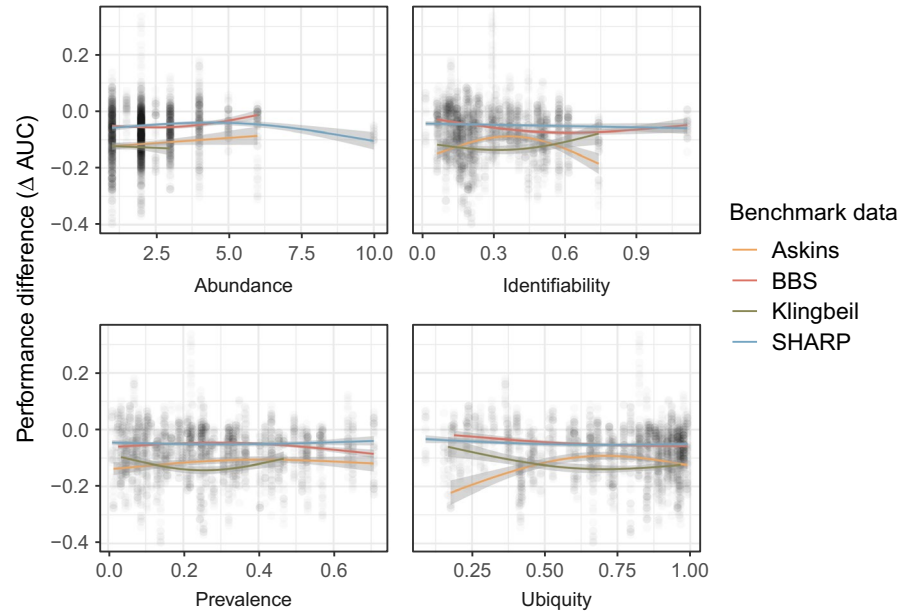 Performance difference (Δ AUC)
0.2
0.0
−0.2
−0.4
2.5 5.0 7.5 10.0
Abundance
0.0 0.3 0.6 0.9
Identifiability
Benchmark data
Askins
BBS
Klingbeil
SHARP
0.2
0.0
−0.2
−0.4
0.0 0.2 0.4 0.6
Prevalence
0.25 0.50 0.75 1.00
Ubiquity